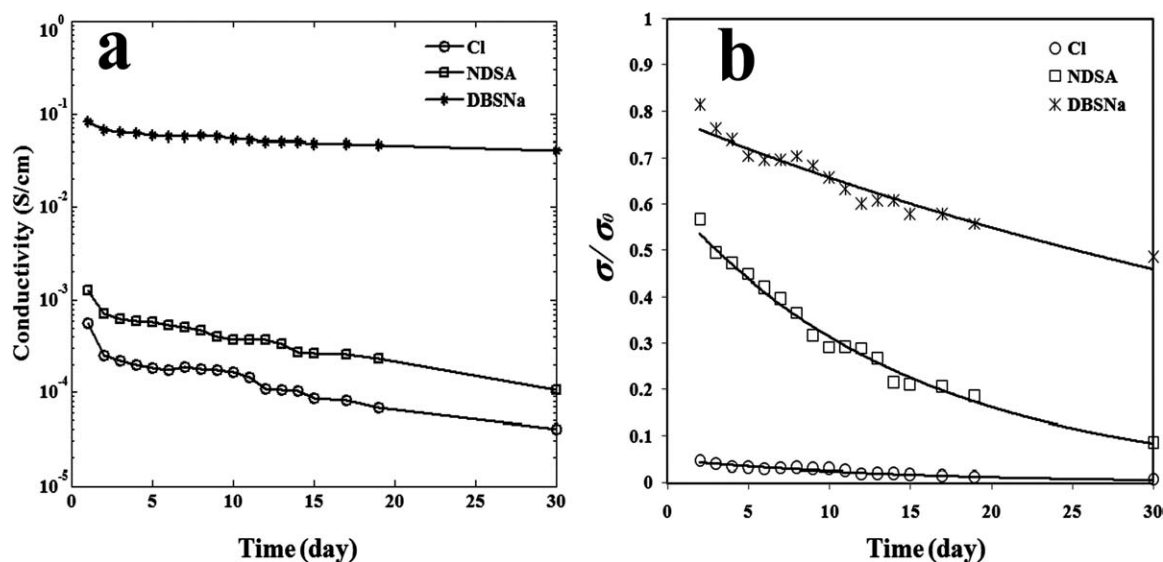 a
Cl
NDSA
DBSNa
Conductivity (S/cm)
10^0
10^-1
10^-2
10^-3
10^-4
10^-5
0 5 10 15 20 25 30
Time (day)
b
Cl
NDSA
DBSNa
σ/σ₀
1
0.9
0.8
0.7
0.6
0.5
0.4
0.3
0.2
0.1
0
0 5 10 15 20 25 30
Time (day)